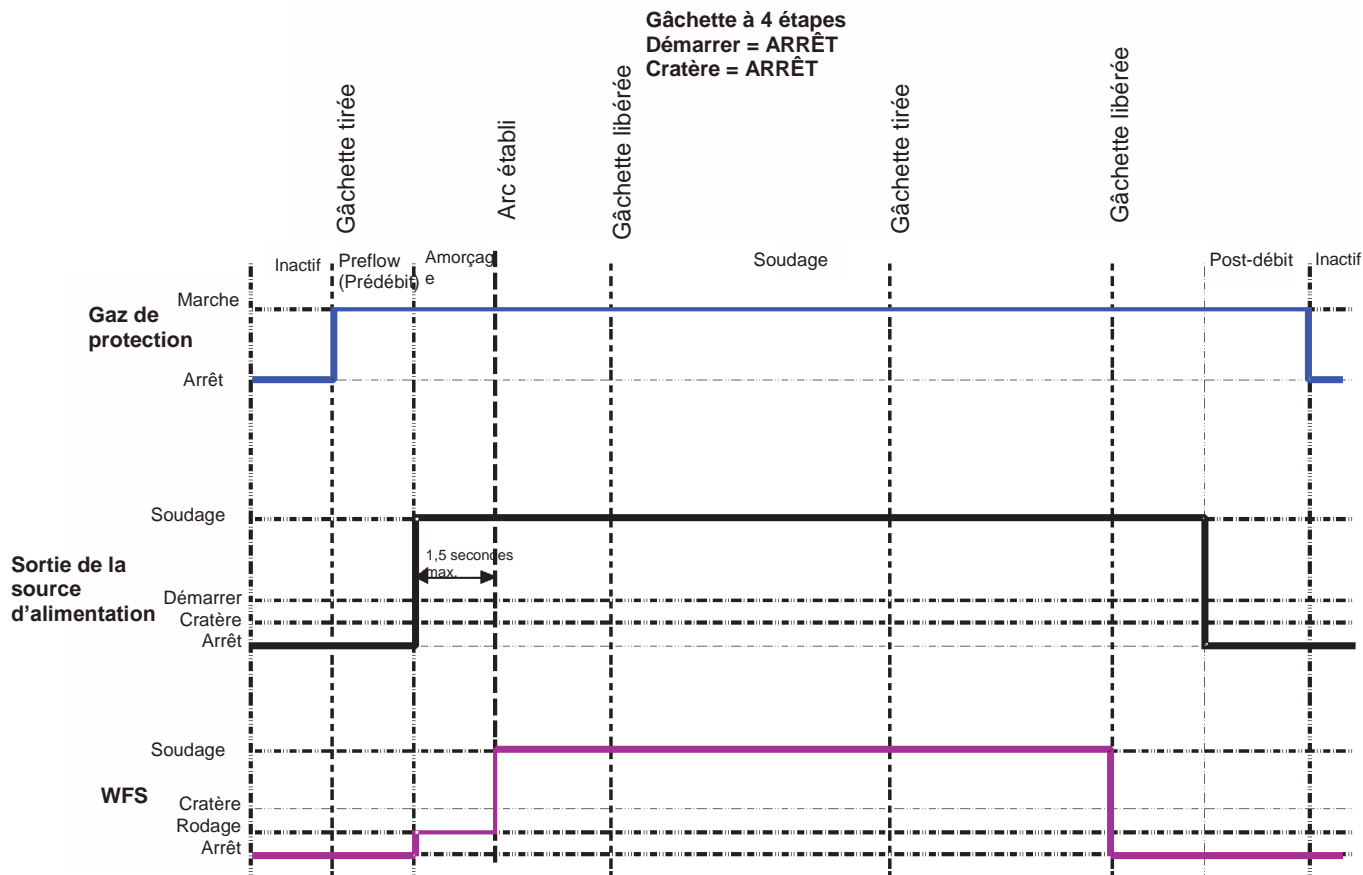 Gâchette à 4 étapes
Démarrer = ARRÊT
Cratère = ARRÊT
Gâchette tirée
Arc établi
Gâchette libérée
Gâchette tirée
Gâchette libérée
Inactif
Preflow
(Prédébit)
Amorçag
e
Soudage
Post-débit
Inactif
Marche
Gaz de
protection
Arrêt
Soudage
1,5 secondes
max.
Sortie de la
source
d'alimentation
Démarrer
Cratère
Arrêt
Soudage
WFS
Cratère
Rodage
Arrêt